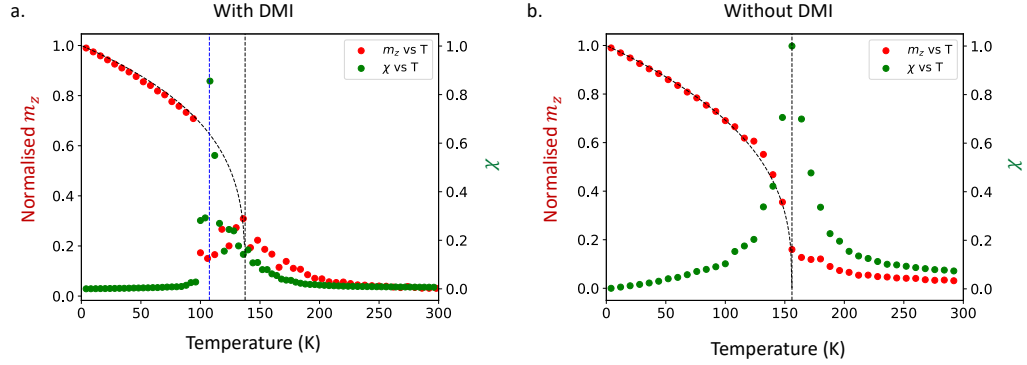 a.
With DMI
Normalised m_z
1.0
0.8
0.6
0.4
0.2
0.0
0
50
100
150
200
250
300
1.0
0.8
0.6
0.4
0.2
0.0
χ
m_z vs T
χ vs T
Temperature (K)
b.
Without DMI
Normalised m_z
1.0
0.8
0.6
0.4
0.2
0.0
0
50
100
150
200
250
300
1.0
0.8
0.6
0.4
0.2
0.0
χ
m_z vs T
χ vs T
Temperature (K)